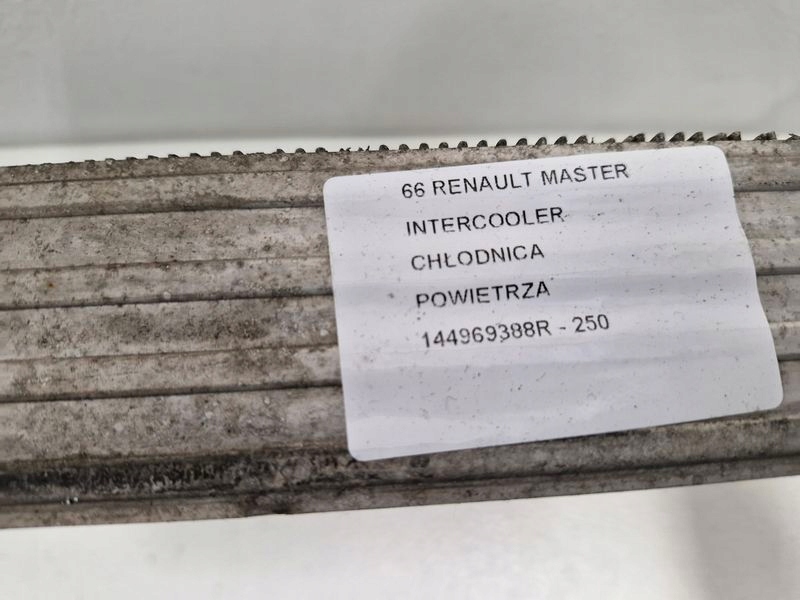 66 RENAULT MASTER
INTERCOOLER
CHŁODNICA
POWIETRZA
144969388R - 250